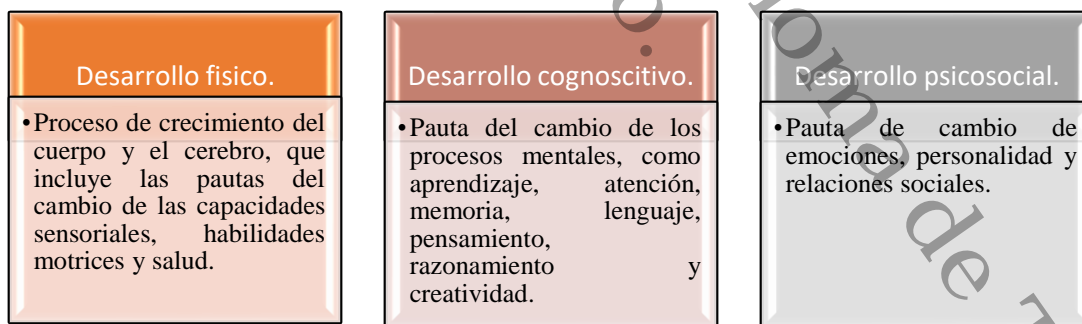 Desarrollo fisico.
•Proceso de crecimiento del
cuerpo y el cerebro, que
incluye las pautas del
cambio de las capacidades
sensoriales, habilidades
motrices y salud.
Desarrollo cognoscitivo.
•Pauta del cambio de los
procesos mentales, como
aprendizaje, atención,
memoria, lenguaje,
pensamiento,
razonamiento y
creatividad.
Desarrollo psicosocial.
•Pauta de cambio de
emociones, personalidad y
relaciones sociales.